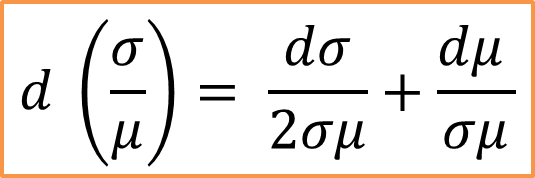 d (σ/μ) = dσ/2σμ + dμ/σμ